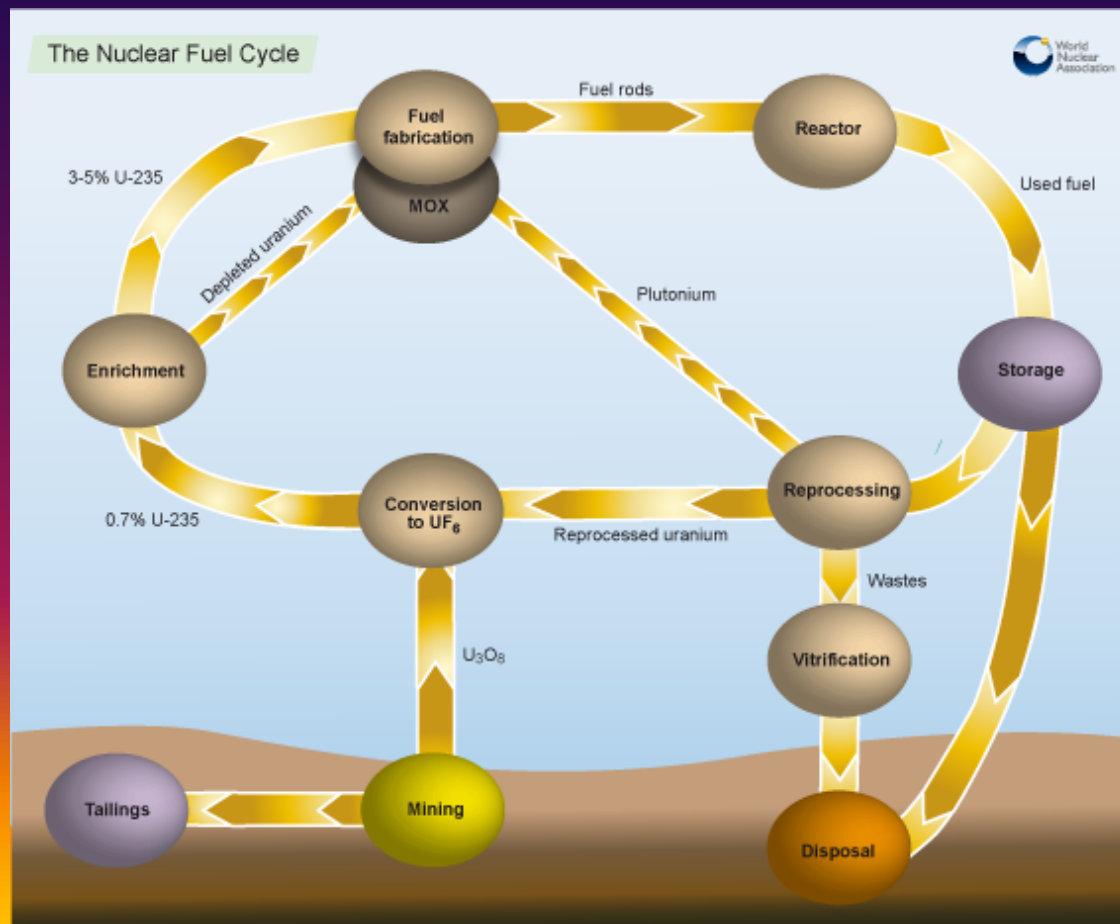 The Nuclear Fuel Cycle
World
Nuclear
Association
Fuel rods
Fuel
fabrication
Reactor
3-5% U-235
MOX
Used fuel
Depleted uranium
Plutonium
Enrichment
Storage
Reprocessing
Conversion
to UF₆
0.7% U-235
Reprocessed uranium
Wastes
U₃O₈
Vitrification
Tailings
Mining
Disposal